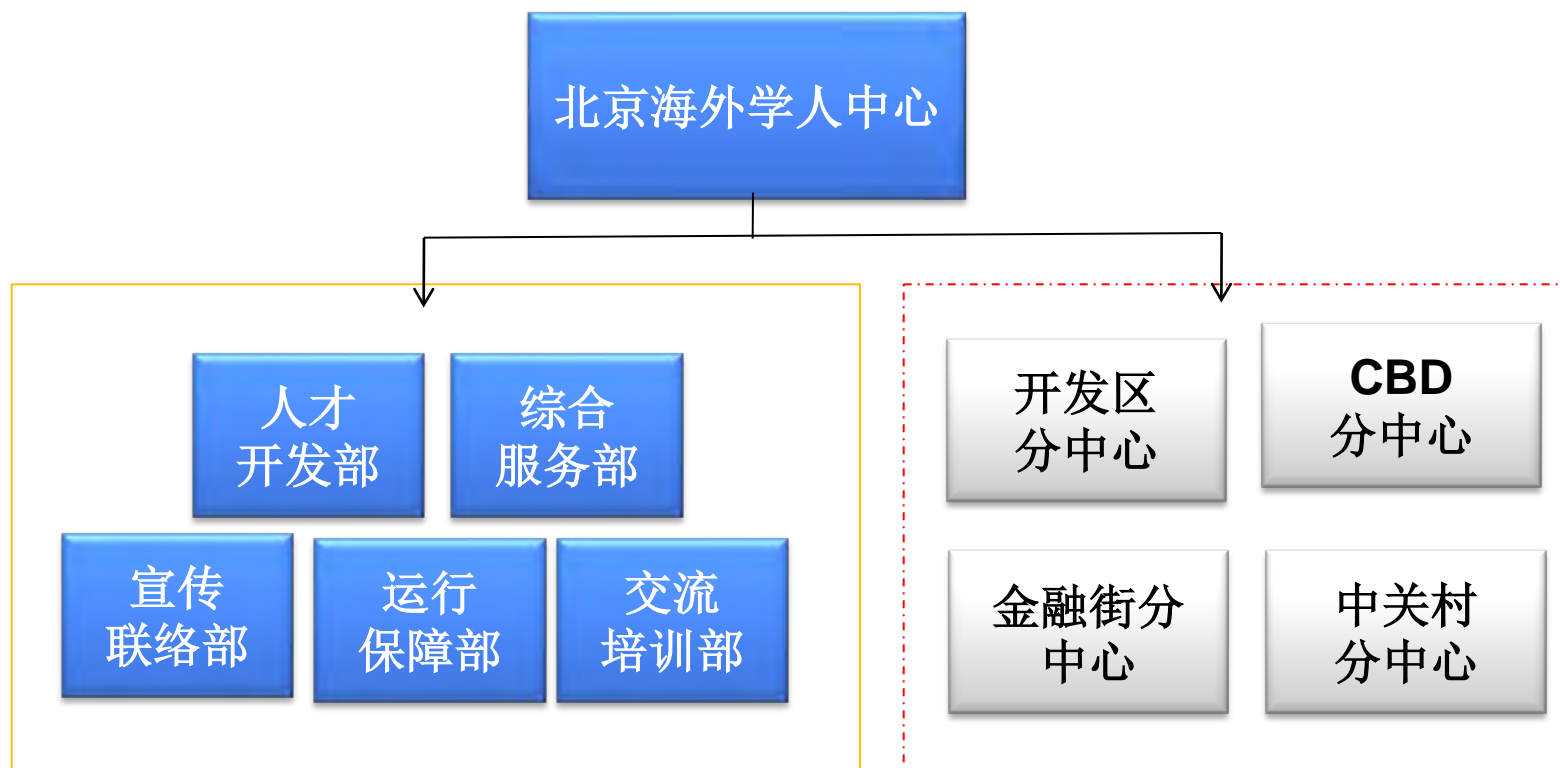 北京海外学人中心
人才
开发部
综合
服务部
宣传
联络部
运行
保障部
交流
培训部
开发区
分中心
CBD
分中心
金融街分
中心
中关村
分中心